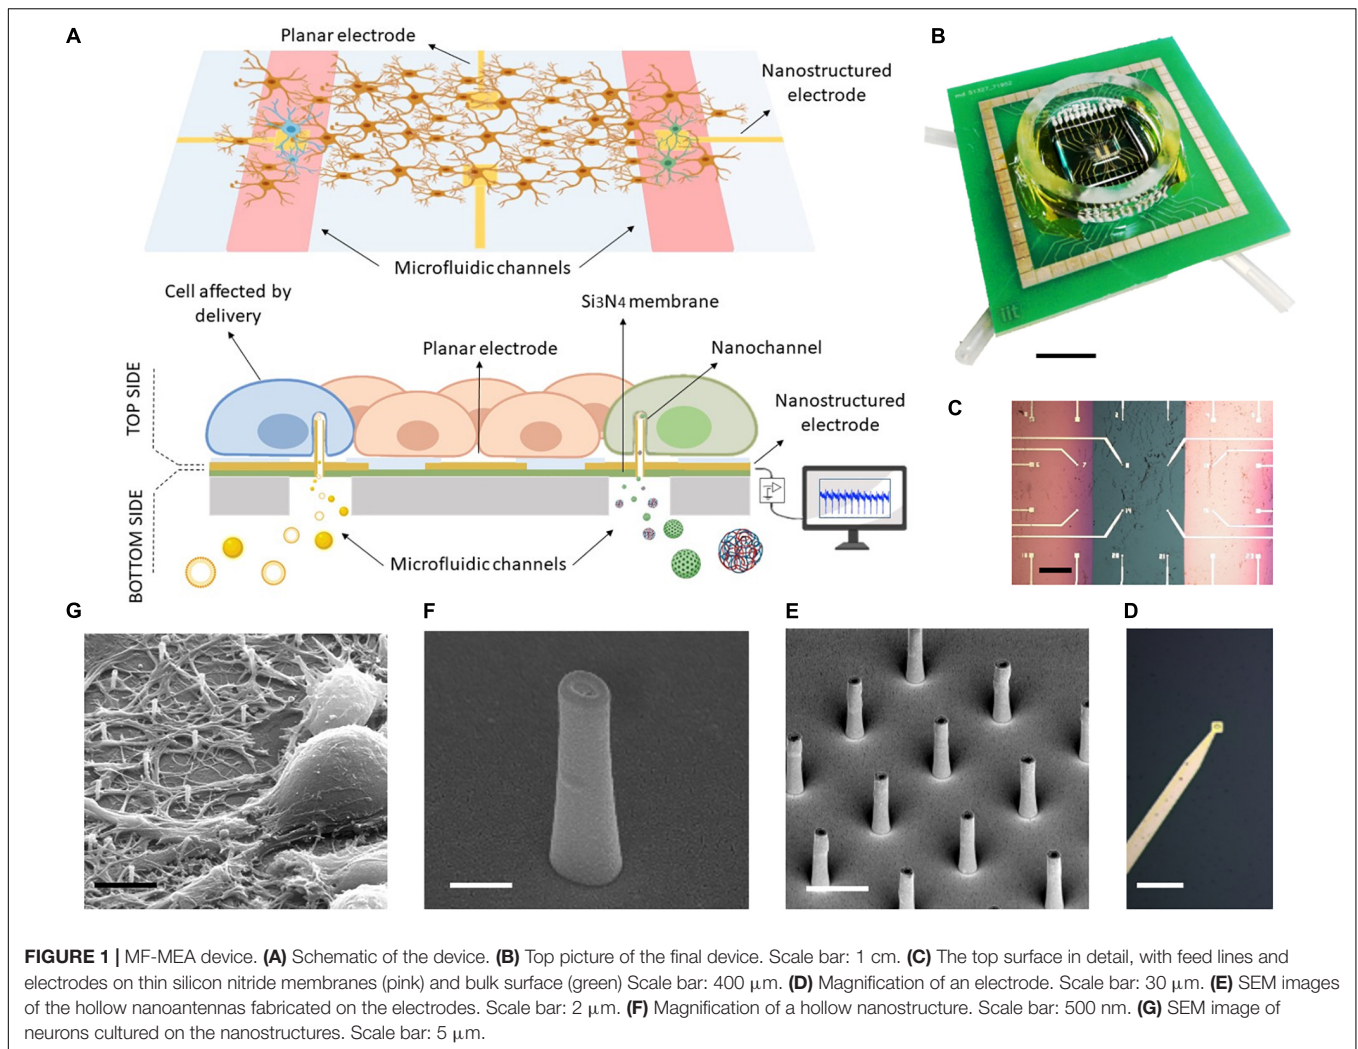 A
Planar electrode
Nanostructured
electrode
Microfluidic channels
B
iit
Cell affected by
delivery
Si3N4 membrane
Planar electrode
Nanochannel
Nanostructured
electrode
TOP SIDE
BOTTOM SIDE
Microfluidic channels
C
G
F
E
D
FIGURE 1 | MF-MEA device. (A) Schematic of the device. (B) Top picture of the final device. Scale bar: 1 cm. (C) The top surface in detail, with feed lines and
electrodes on thin silicon nitride membranes (pink) and bulk surface (green) Scale bar: 400 μm. (D) Magnification of an electrode. Scale bar: 30 μm. (E) SEM images
of the hollow nanoantennas fabricated on the electrodes. Scale bar: 2 μm. (F) Magnification of a hollow nanostructure. Scale bar: 500 nm. (G) SEM image of
neurons cultured on the nanostructures. Scale bar: 5 μm.